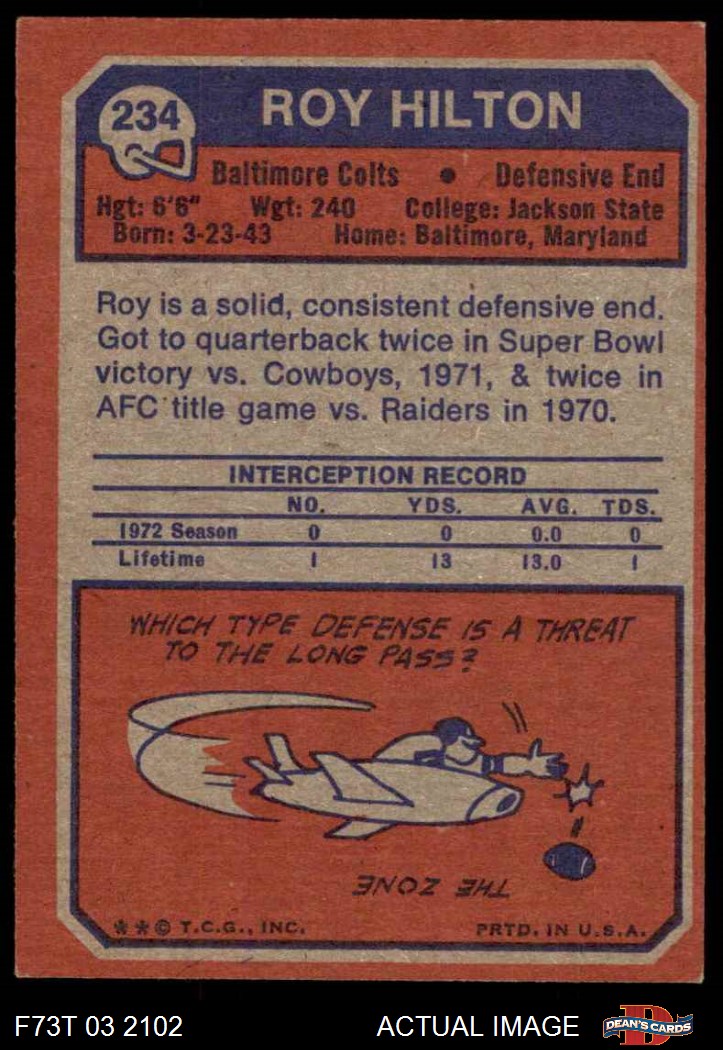 234
ROY HILTON
Baltimore Colts • Defensive End
Hgt: 6'6" Wgt: 240 College: Jackson State
Born: 3-23-43 Home: Baltimore, Maryland
Roy is a solid, consistent defensive end.
Got to quarterback twice in Super Bowl
victory vs. Cowboys, 1971, & twice in
AFC title game vs. Raiders in 1970.
INTERCEPTION RECORD
NO. YDS. AVG. TDS.
1972 Season 0 0 0.0 0
Lifetime 1 13 13.0 1
WHICH TYPE DEFENSE IS A THREAT
TO THE LONG PASS?
THE ZONE
* * © T.C.G., INC. PRTD. IN U.S.A.
F73T 03 2102 ACTUAL IMAGE D DEAN'S CARDS